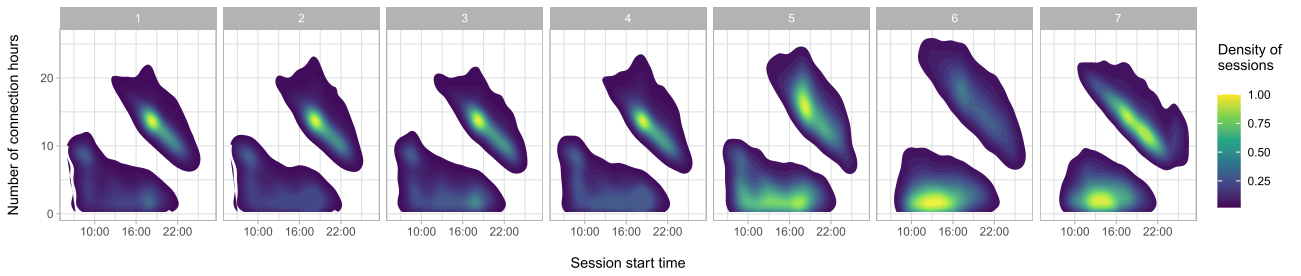 1 2 3 4 5 6 7
Number of connection hours
20
10
0
10:00 16:00 22:00 10:00 16:00 22:00 10:00 16:00 22:00 10:00 16:00 22:00 10:00 16:00 22:00 10:00 16:00 22:00 10:00 16:00 22:00
Session start time
Density of
sessions
1.00
0.75
0.50
0.25